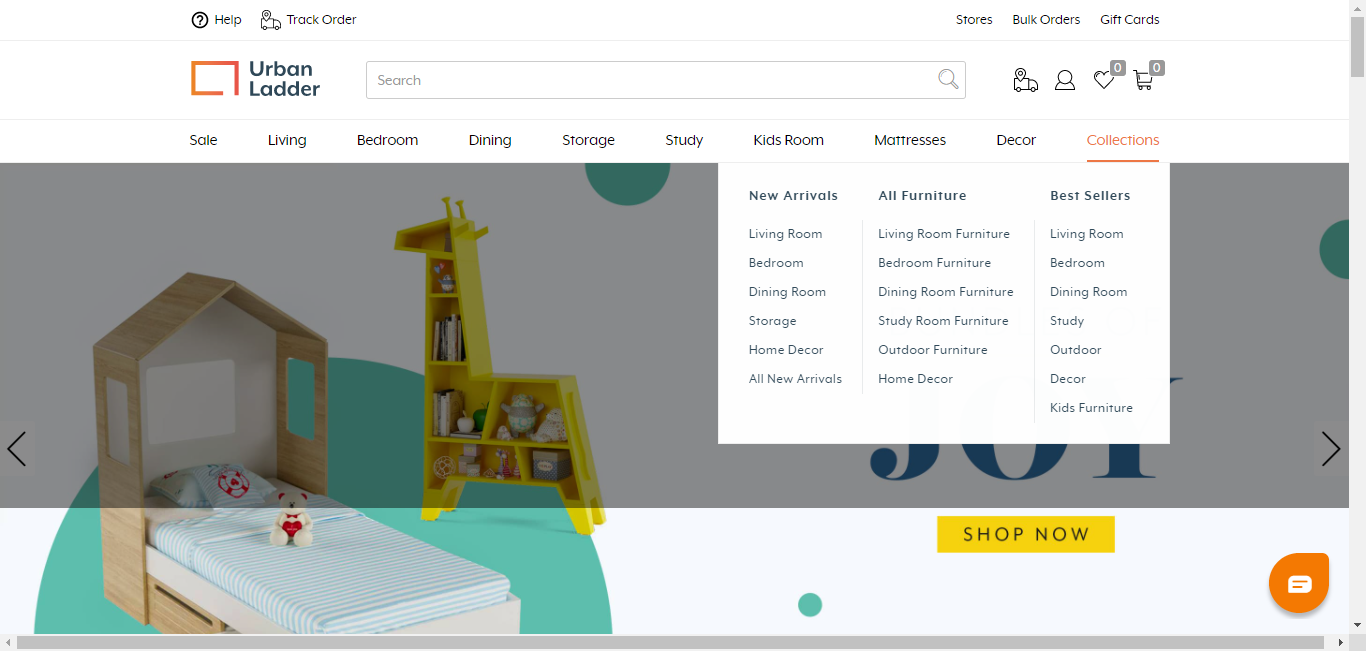 Help
Track Order
Stores
Bulk Orders
Gift Cards
Urban
Ladder
Search
0
0
Sale
Living
Bedroom
Dining
Storage
Study
Kids Room
Mattresses
Decor
Collections
New Arrivals
Living Room
Bedroom
Dining Room
Storage
Home Decor
All New Arrivals
All Furniture
Living Room Furniture
Bedroom Furniture
Dining Room Furniture
Study Room Furniture
Outdoor Furniture
Home Decor
Best Sellers
Living Room
Bedroom
Dining Room
Study
Outdoor
Decor
Kids Furniture
JOY
SHOP NOW